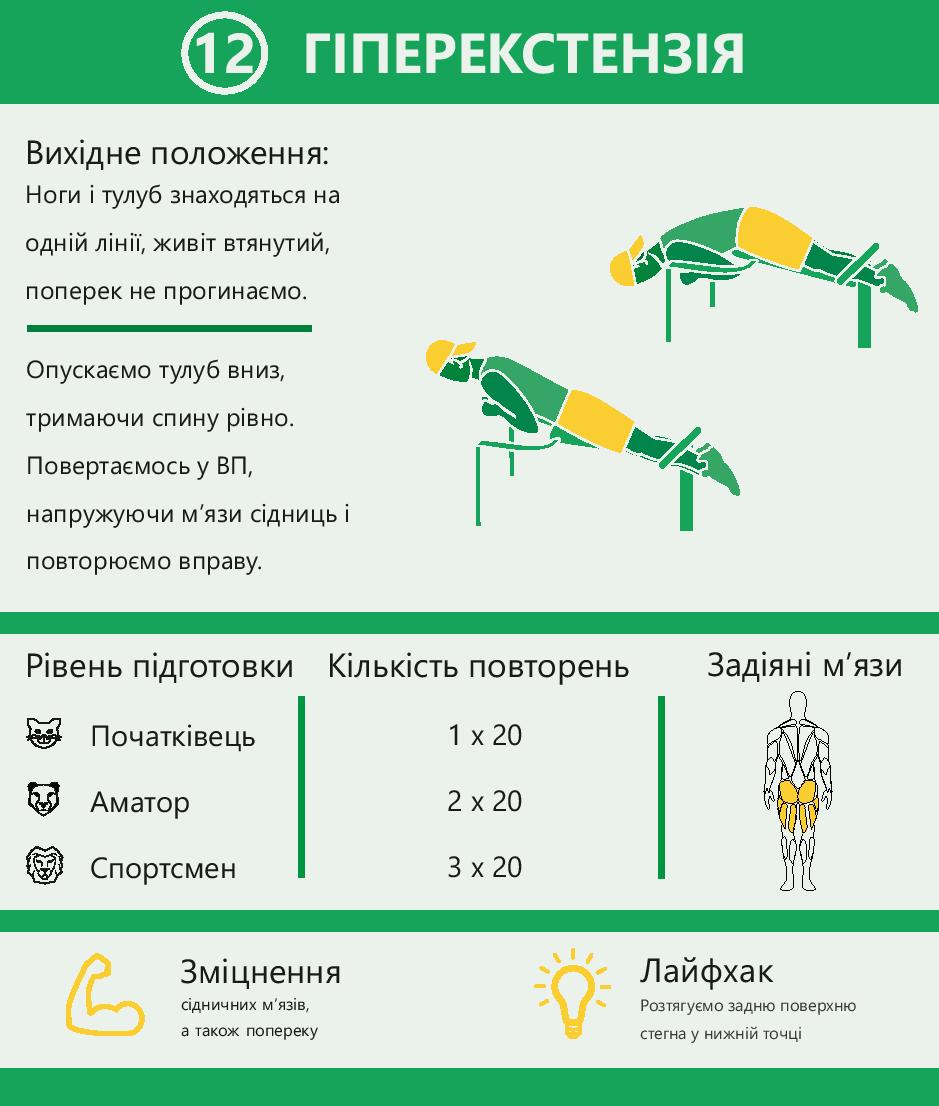 12 ГІПЕРЕКСТЕНЗІЯ
Вихідне положення:
Ноги і тулуб знаходяться на
одній лінії, живіт втянутий,
поперек не прогинаємо.
Опускаємо тулуб вниз,
тримаючи спину рівно.
Повертаємось у ВП,
напружуючи м’язи сідниць і
повторюємо вправу.
Рівень підготовки
Кількість повторень
Задіяні м’язи
Початківець
1 x 20
Аматор
2 x 20
Спортсмен
3 x 20
Зміцнення
сідничних м’язів,
а також попереку
Лайфхак
Розтягуємо задню поверхню
стегна у нижній точці